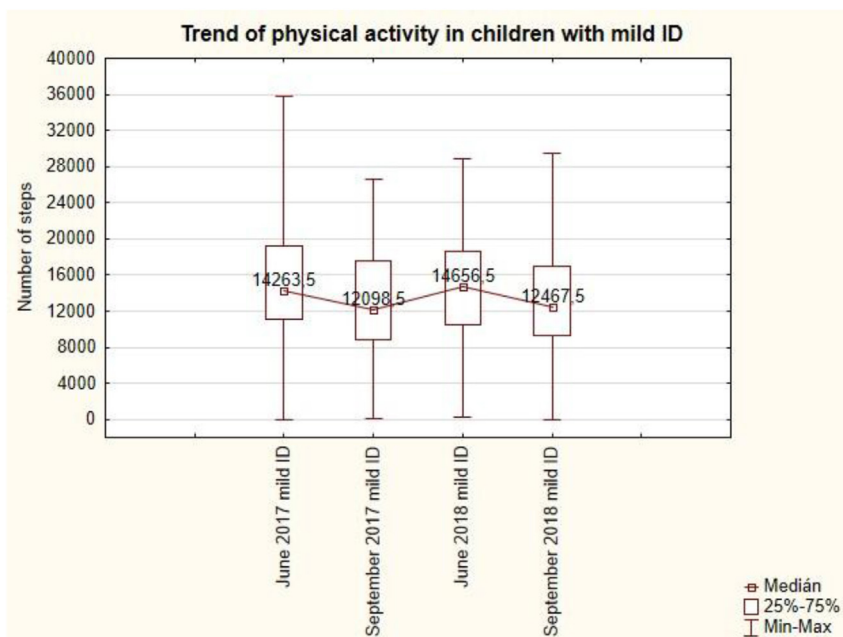 Trend of physical activity in children with mild ID
Number of steps
40000
36000
32000
28000
24000
20000
16000
12000
8000
4000
0
14263,5
12098,5
14656,5
12467,5
June 2017 mild ID
September 2017 mild ID
June 2018 mild ID
September 2018 mild ID
Medián
25%-75%
Min-Max